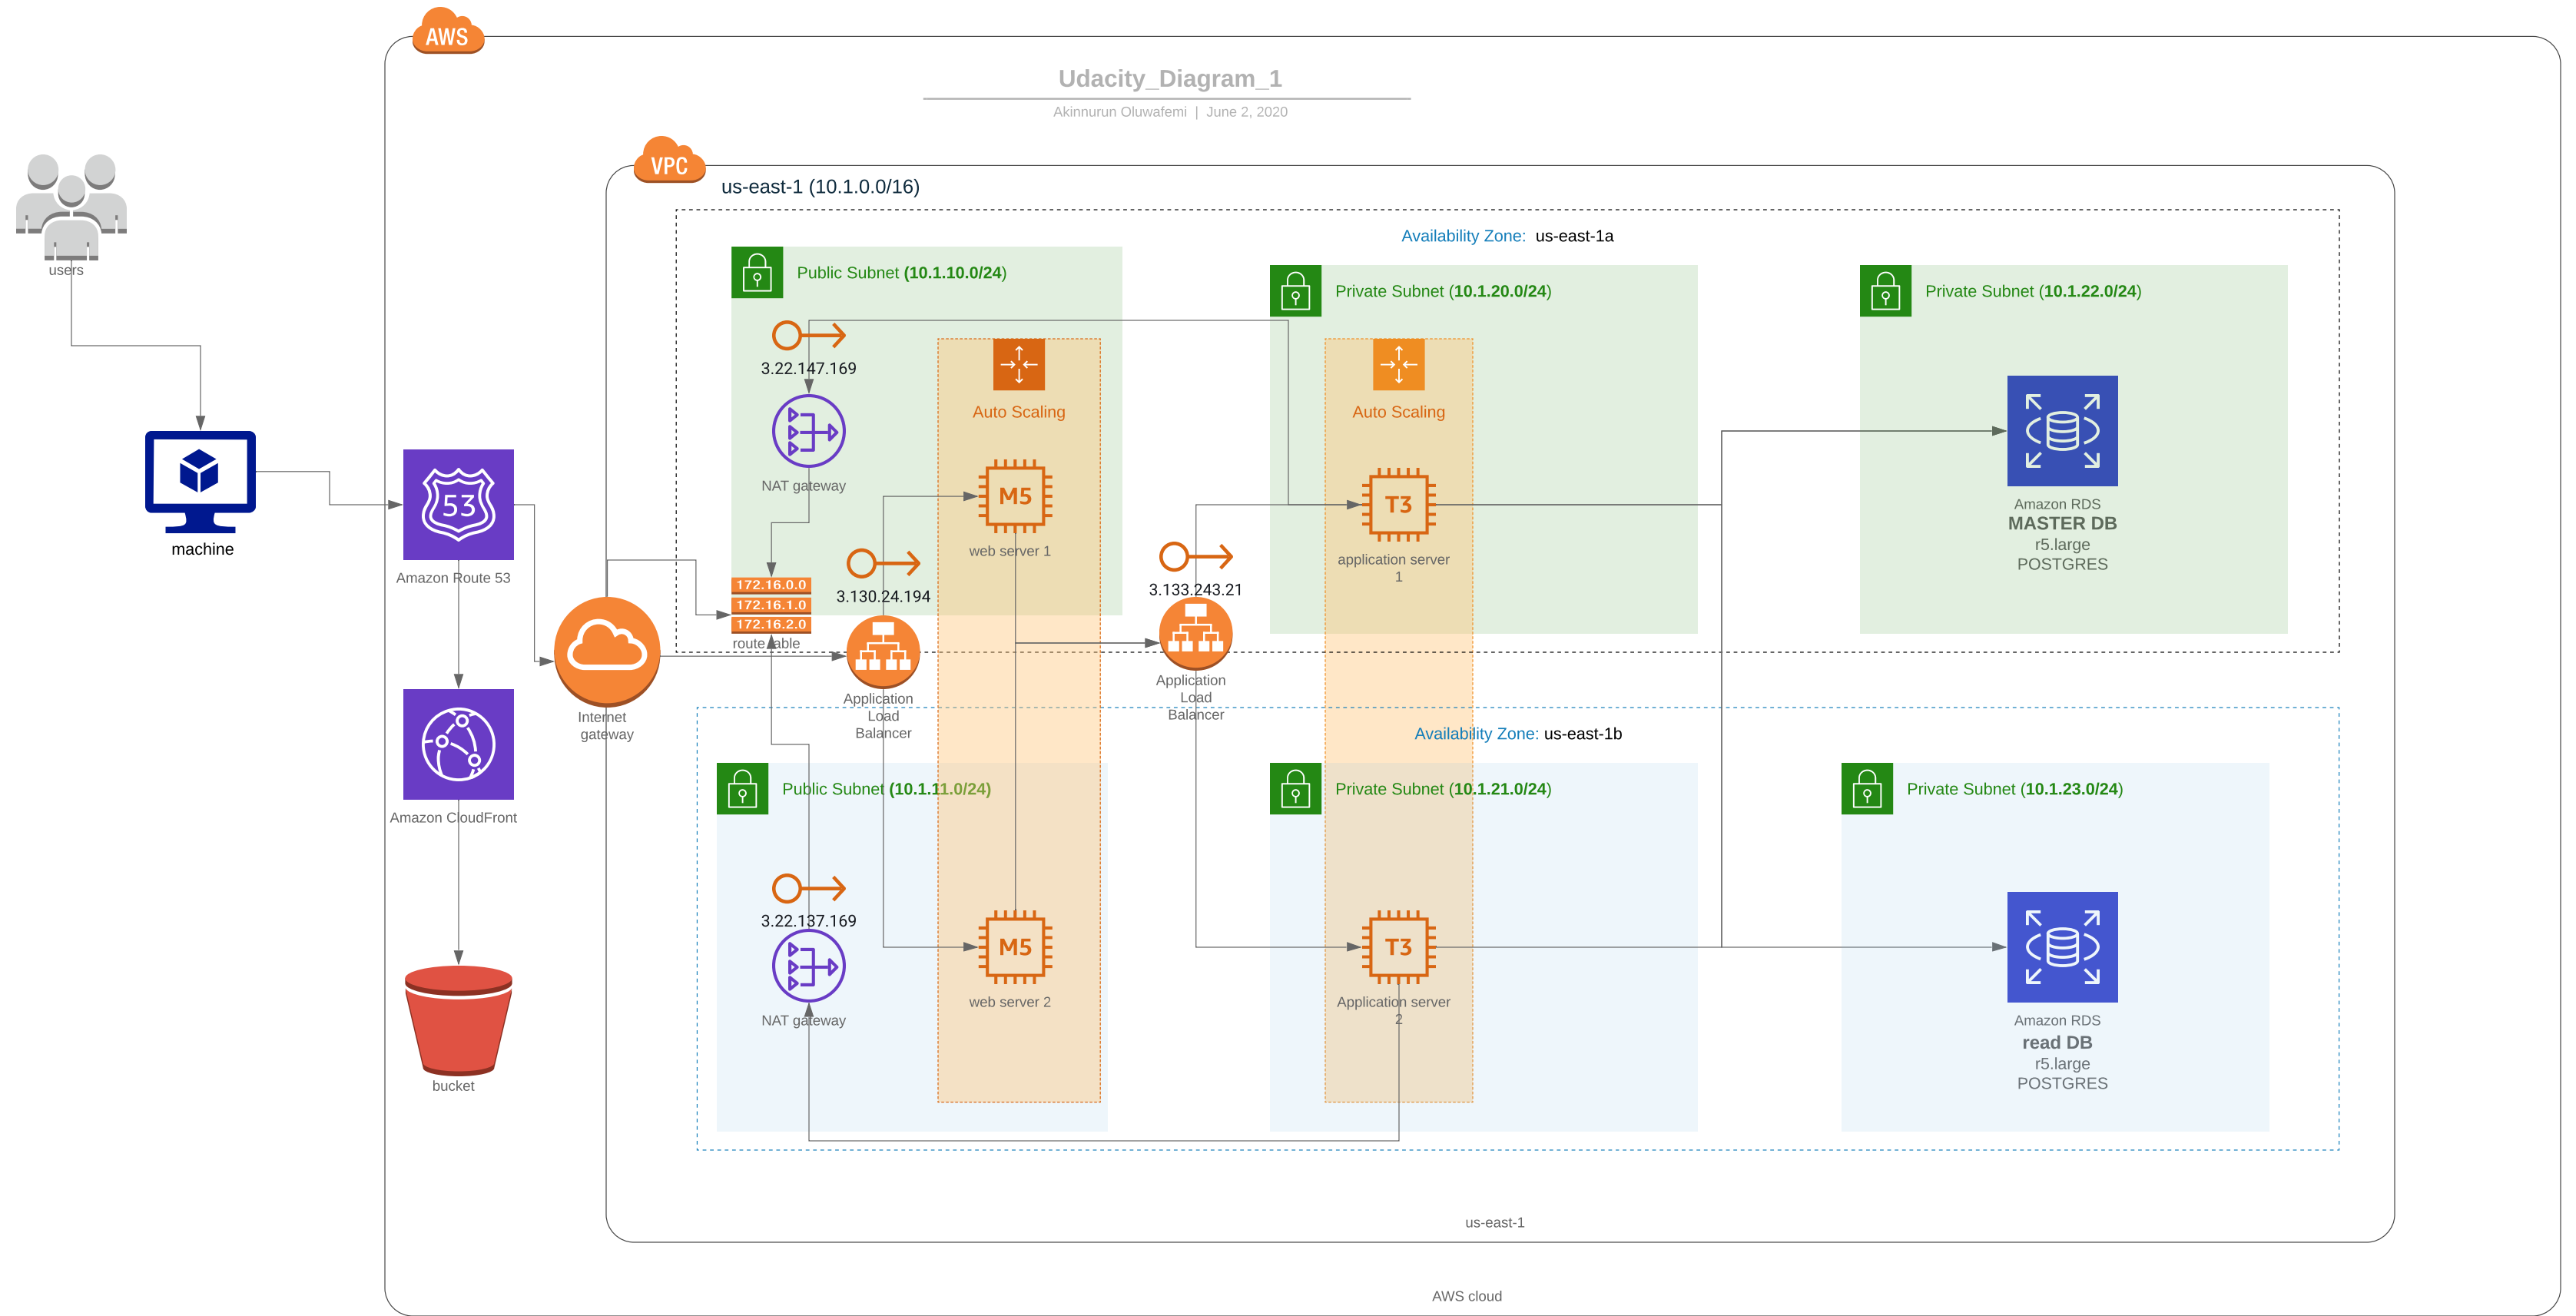 AWS
Udacity_Diagram_1
Akinnurun Oluwafemi | June 2, 2020
VPC
us-east-1 (10.1.0.0/16)
Availability Zone: us-east-1a
users
Public Subnet (10.1.10.0/24)
Private Subnet (10.1.20.0/24)
Private Subnet (10.1.22.0/24)
3.22.147.169
Auto Scaling
Auto Scaling
NAT gateway
M5
web server 1
T3
application server
1
Amazon RDS
MASTER DB
r5.large
POSTGRES
machine
53
Amazon Route 53
172.16.0.0
172.16.1.0
172.16.2.0
route table
3.130.24.194
3.133.243.21
Application
Load
Balancer
Application
Load
Balancer
Internet
gateway
Availability Zone: us-east-1b
Public Subnet (10.1.11.0/24)
Private Subnet (10.1.21.0/24)
Private Subnet (10.1.23.0/24)
Amazon CloudFront
3.22.137.169
NAT gateway
M5
web server 2
T3
Application server
2
Amazon RDS
read DB
r5.large
POSTGRES
bucket
us-east-1
AWS cloud